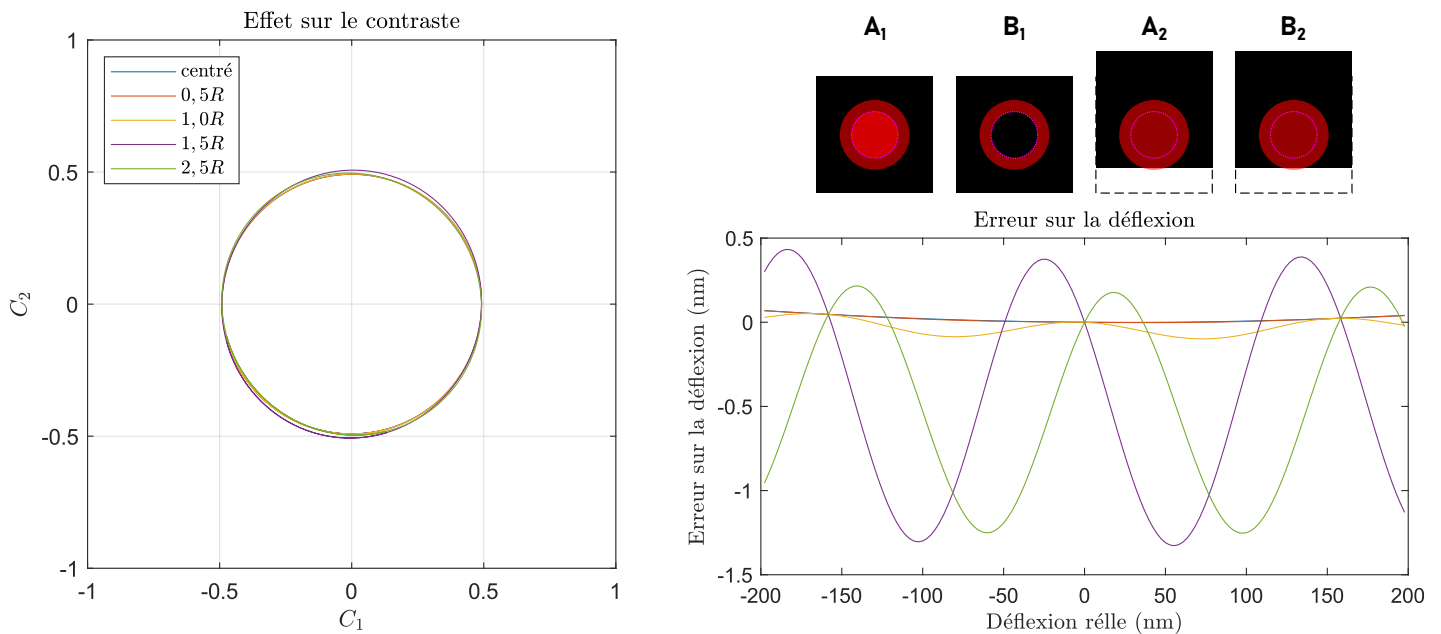 Effet sur le contraste
1
0.5
0
-0.5
-1
C₂
centré
0,5R
1,0R
1,5R
2,5R
-1
-0.5
0
0.5
1
C₁
A₁
B₁
A₂
B₂
Erreur sur la déflexion
0.5
0
-0.5
-1
-1.5
Erreur sur la déflexion (nm)
-200
-150
-100
-50
0
50
100
150
200
Déflexion rélle (nm)